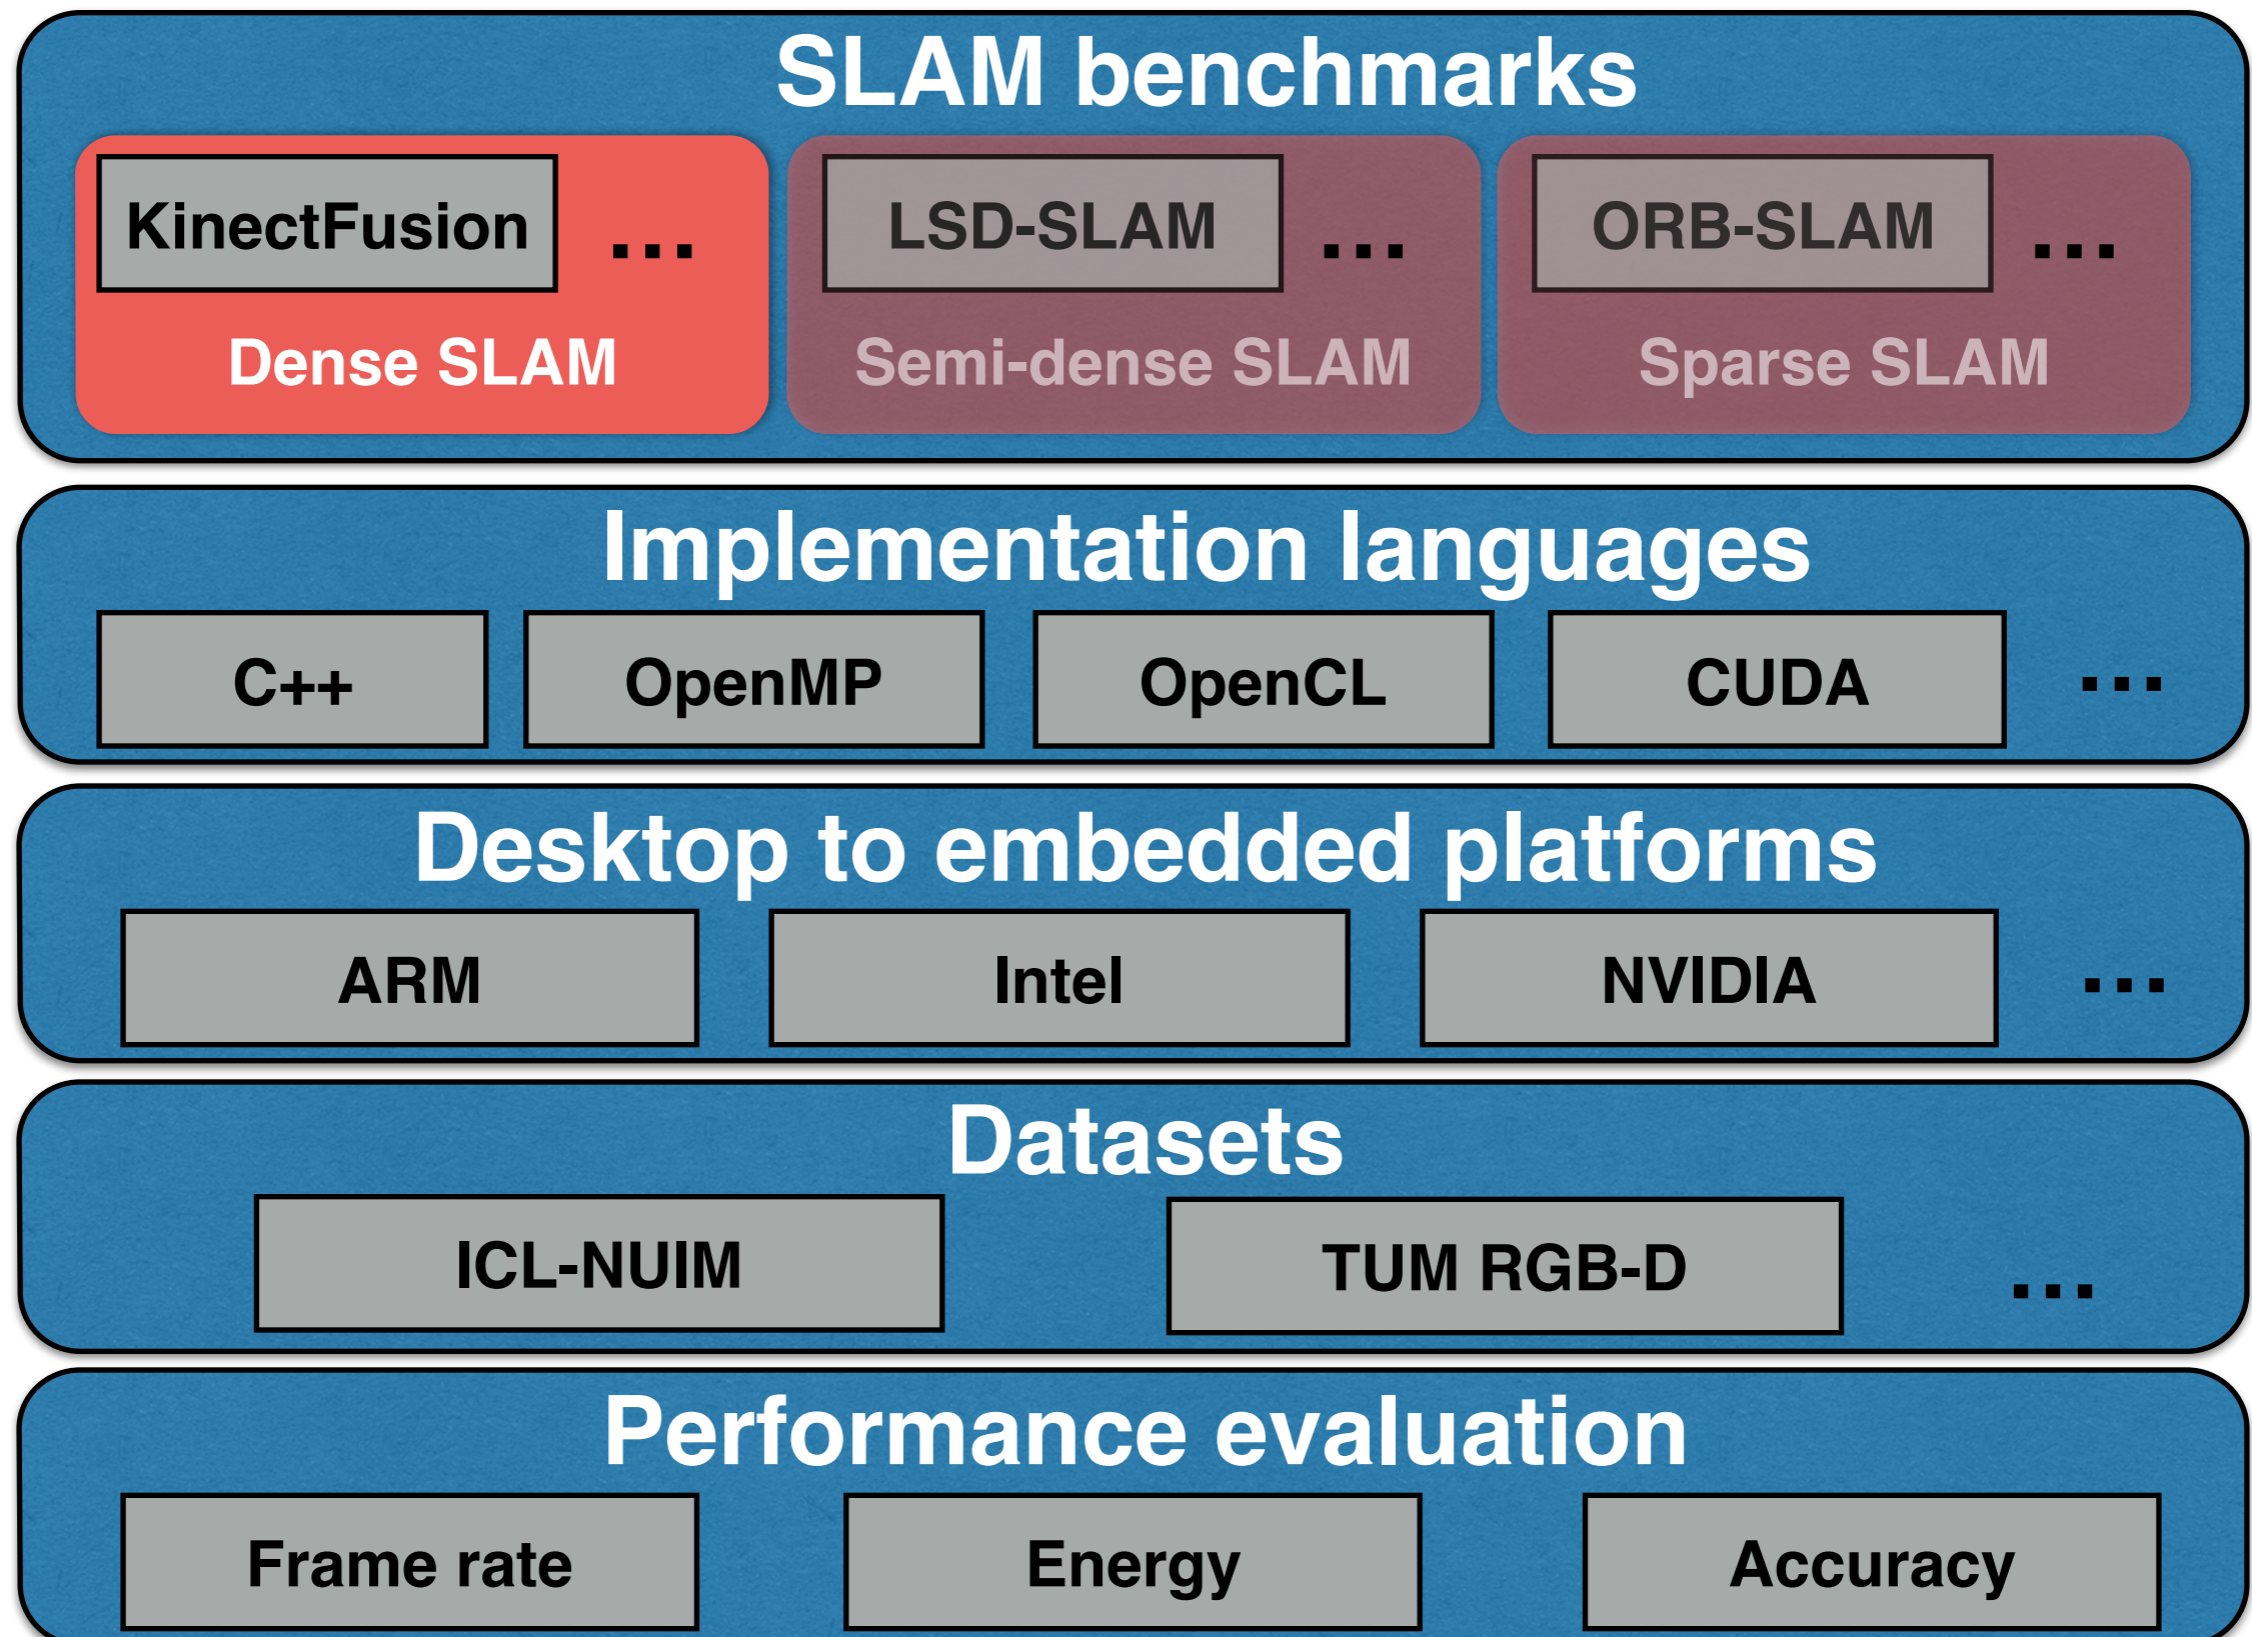 SLAM benchmarks
KinectFusion ... LSD-SLAM ... ORB-SLAM ...
Dense SLAM Semi-dense SLAM Sparse SLAM
Implementation languages
C++ OpenMP OpenCL CUDA ...
Desktop to embedded platforms
ARM Intel NVIDIA ...
Datasets
ICL-NUIM TUM RGB-D ...
Performance evaluation
Frame rate Energy Accuracy